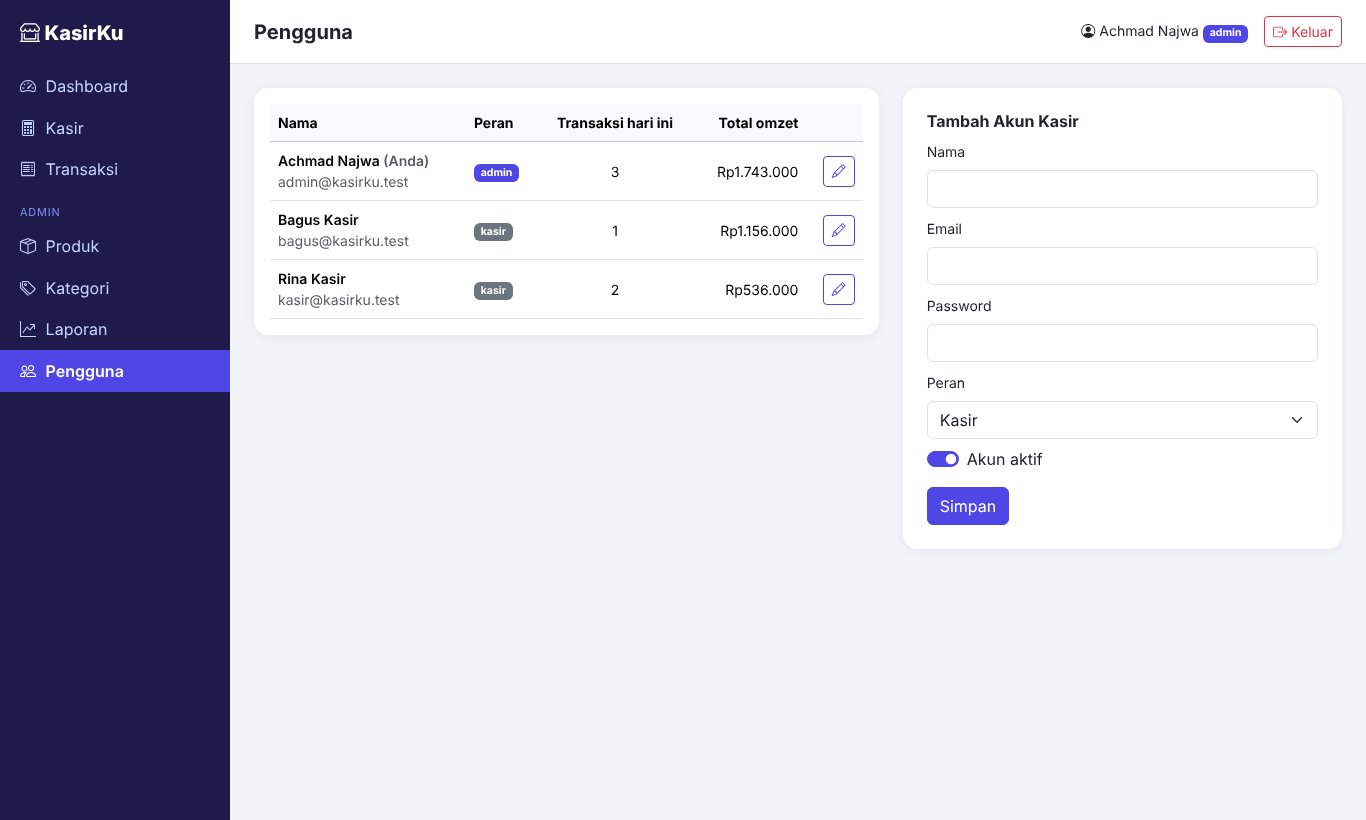 KasirKu
Dashboard
Kasir
Transaksi
ADMIN
Produk
Kategori
Laporan
Pengguna
Pengguna
Achmad Najwa admin Keluar
Nama Peran Transaksi hari ini Total omzet
Achmad Najwa (Anda)
admin@kasirku.test
admin 3 Rp1.743.000
Bagus Kasir
bagus@kasirku.test
kasir 1 Rp1.156.000
Rina Kasir
kasir@kasirku.test
kasir 2 Rp536.000
Tambah Akun Kasir
Nama
Email
Password
Peran
Kasir
Akun aktif
Simpan